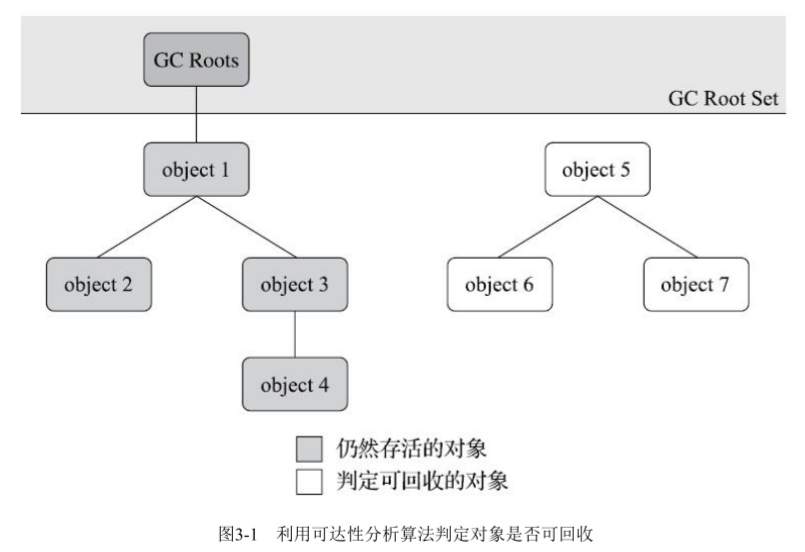 GC Roots
GC Root Set
object 1
object 5
object 2
object 3
object 6
object 7
object 4
仍然存活的对象
判定可回收的对象
图3-1 利用可达性分析算法判定对象是否可回收